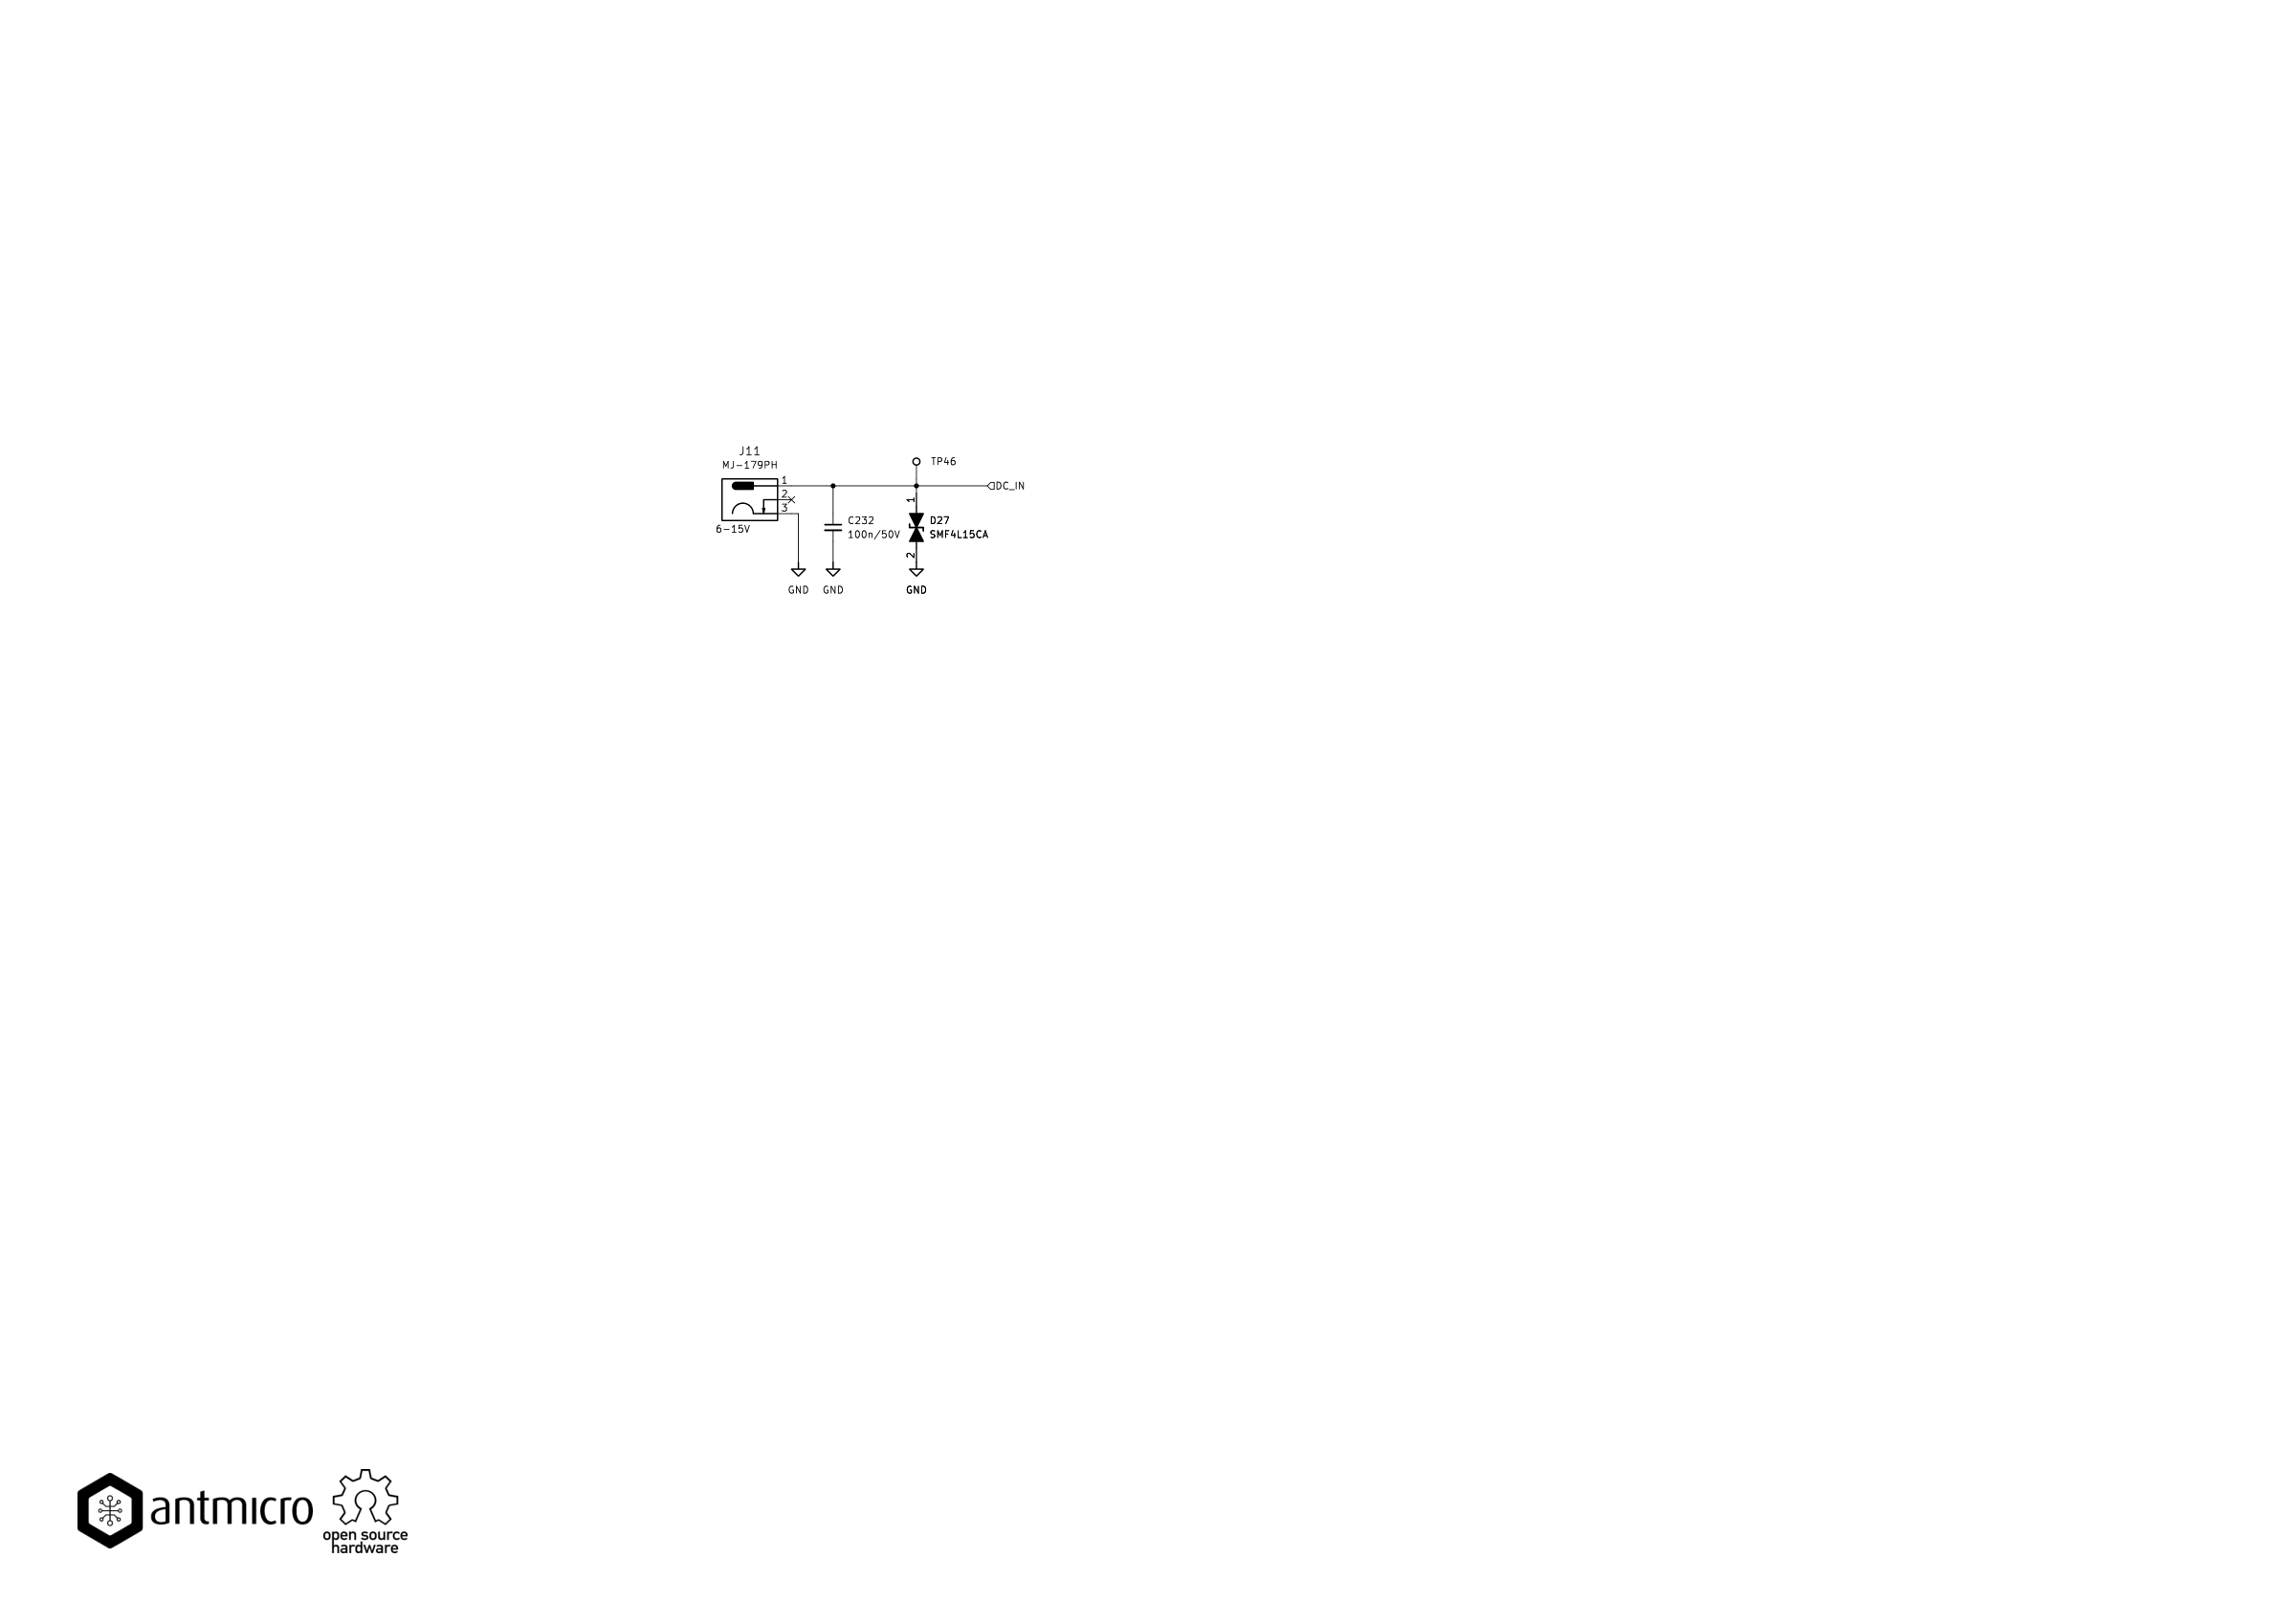 J11
MJ-179PH
1
2
3
6-15V
TP46
DC_IN
C232
100n/50V
1
D27
SMF4L15CA
2
GND
GND
GND
antmicro
open source
hardware